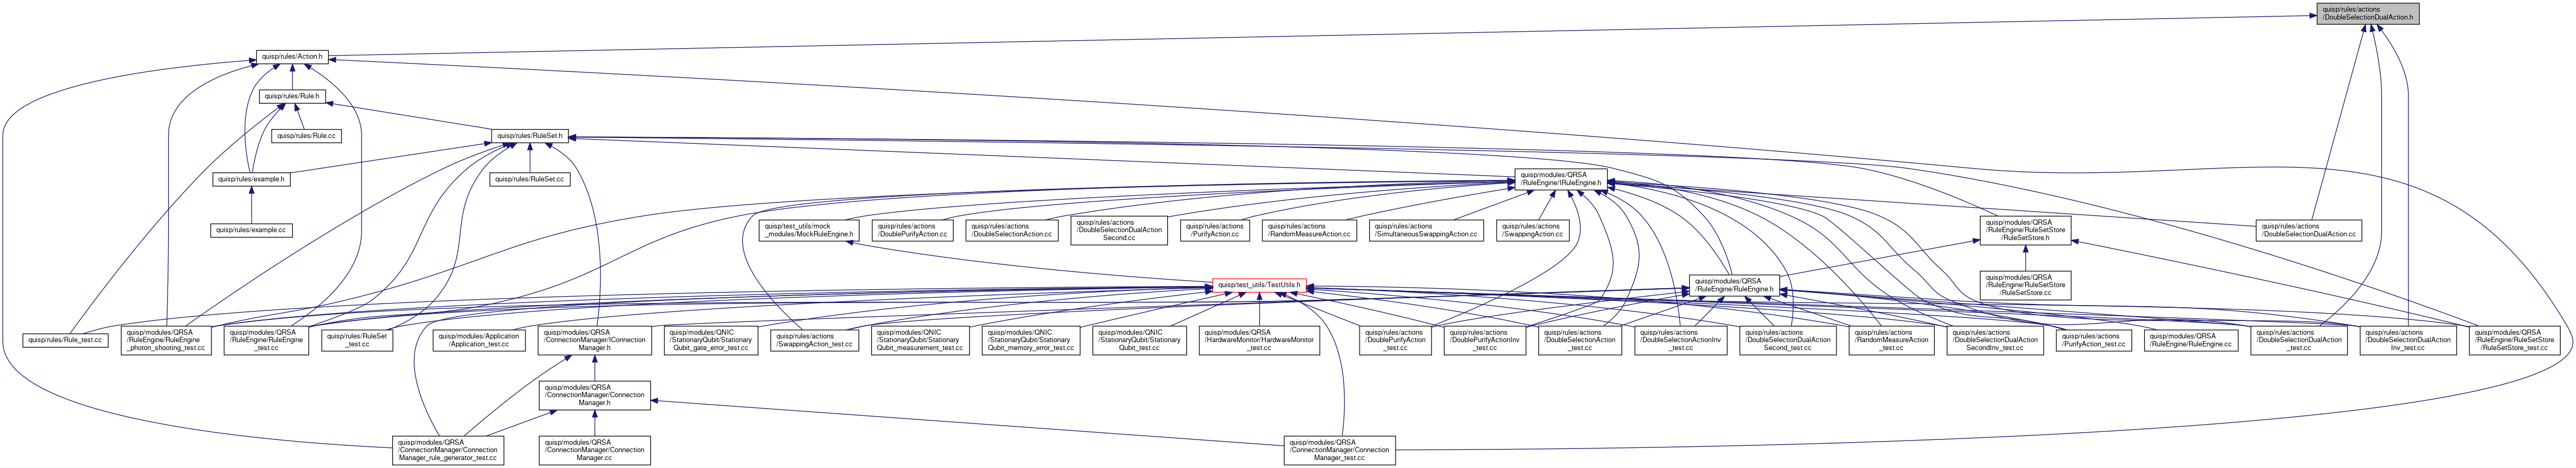 quisp/rules/actions
/DoubleSelectionDualAction.h
quisp/rules/Action.h
quisp/rules/Rule.h
quisp/rules/Rule.cc
quisp/rules/RuleSet.h
quisp/rules/example.h
quisp/rules/RuleSet.cc
quisp/modules/QRSA
/RuleEngine/IRuleEngine.h
quisp/rules/example.cc
quisp/test_utils/mock
_modules/MockRuleEngine.h
quisp/rules/actions
/DoublePurifyAction.cc
quisp/rules/actions
/DoubleSelectionAction.cc
quisp/rules/actions
/DoubleSelectionDualAction
Second.cc
quisp/rules/actions
/PurifyAction.cc
quisp/rules/actions
/RandomMeasureAction.cc
quisp/rules/actions
/SimultaneousSwappingAction.cc
quisp/rules/actions
/SwappingAction.cc
quisp/modules/QRSA
/RuleEngine/RuleSetStore
/RuleSetStore.h
quisp/rules/actions
/DoubleSelectionDualAction.cc
quisp/test_utils/TestUtils.h
quisp/modules/QRSA
/RuleEngine/RuleEngine.h
quisp/modules/QRSA
/RuleEngine/RuleSetStore
/RuleSetStore.cc
quisp/rules/Rule_test.cc
quisp/modules/QRSA
/RuleEngine/RuleEngine
_photon_shooting_test.cc
quisp/modules/QRSA
/RuleEngine/RuleEngine
_test.cc
quisp/rules/RuleSet
_test.cc
quisp/modules/Application
/Application_test.cc
quisp/modules/QRSA
/ConnectionManager/IConnection
Manager.h
quisp/modules/QNIC
/StationaryQubit/Stationary
Qubit_gate_error_test.cc
quisp/rules/actions
/SwappingAction_test.cc
quisp/modules/QNIC
/StationaryQubit/Stationary
Qubit_measurement_test.cc
quisp/modules/QNIC
/StationaryQubit/Stationary
Qubit_memory_error_test.cc
quisp/modules/QNIC
/StationaryQubit/Stationary
Qubit_test.cc
quisp/modules/QRSA
/HardwareMonitor/HardwareMonitor
_test.cc
quisp/rules/actions
/DoublePurifyAction
_test.cc
quisp/rules/actions
/DoublePurifyActionInv
_test.cc
quisp/rules/actions
/DoubleSelectionAction
_test.cc
quisp/rules/actions
/DoubleSelectionActionInv
_test.cc
quisp/rules/actions
/DoubleSelectionDualAction
Second_test.cc
quisp/rules/actions
/RandomMeasureAction
_test.cc
quisp/rules/actions
/DoubleSelectionDualAction
SecondInv_test.cc
quisp/rules/actions
/PurifyAction_test.cc
quisp/modules/QRSA
/RuleEngine/RuleEngine.cc
quisp/rules/actions
/DoubleSelectionDualAction
_test.cc
quisp/rules/actions
/DoubleSelectionDualAction
Inv_test.cc
quisp/modules/QRSA
/RuleEngine/RuleSetStore
/RuleSetStore_test.cc
quisp/modules/QRSA
/ConnectionManager/Connection
Manager.h
quisp/modules/QRSA
/ConnectionManager/Connection
Manager_rule_generator_test.cc
quisp/modules/QRSA
/ConnectionManager/Connection
Manager.cc
quisp/modules/QRSA
/ConnectionManager/Connection
Manager_test.cc